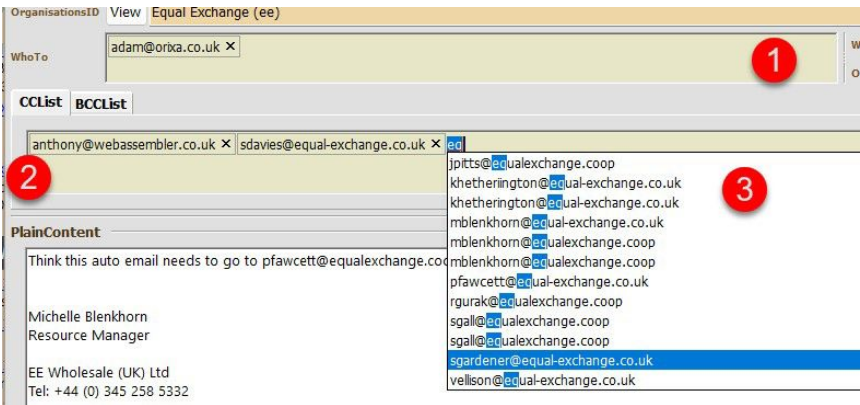 OrganisationsID View Equal Exchange (ee)
WhoTo adam@orixa.co.uk ×
1
CCList BCCList
anthony@webassembler.co.uk × sdavies@equal-exchange.co.uk × eq
2
3
jpitts@equalexchange.coop
khetheriington@equal-exchange.co.uk
khetherington@equal-exchange.co.uk
mblenkhorn@equal-exchange.co.uk
mblenkhorn@equalexchange.coop
mblenkhorn@equalexchange.coop
pfawcett@equal-exchange.co.uk
rgurak@equalexchange.coop
sgall@equalexchange.coop
sgall@equalexchange.coop
sgardener@equal-exchange.co.uk
vellison@equal-exchange.co.uk
PlainContent
Think this auto email needs to go to pfawcett@equalexchange.coo
Michelle Blenkhorn
Resource Manager
EE Wholesale (UK) Ltd
Tel: +44 (0) 345 258 5332